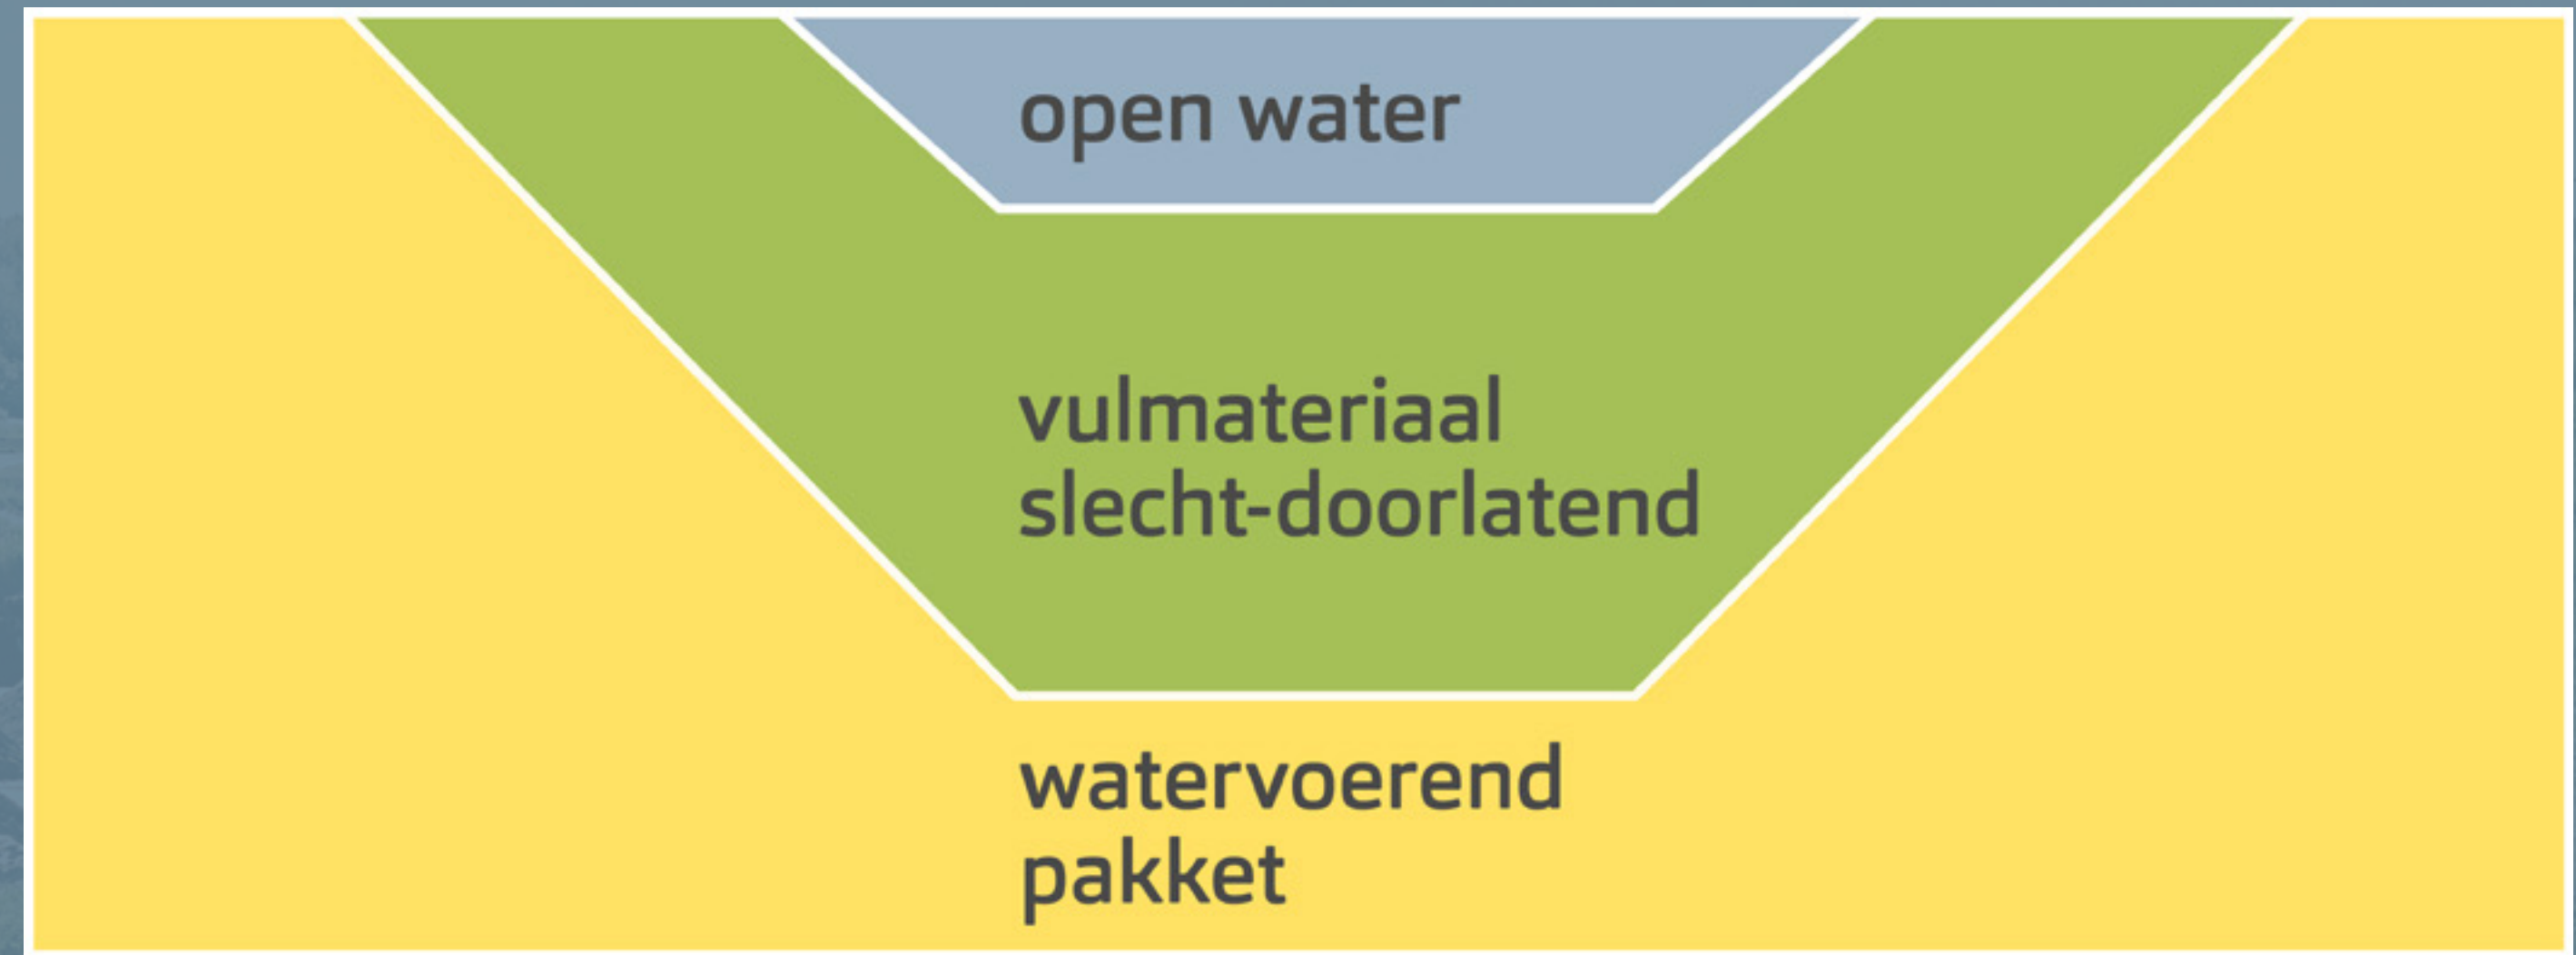 open water
vulmateriaal
slecht-doorlatend
watervoerend
pakket